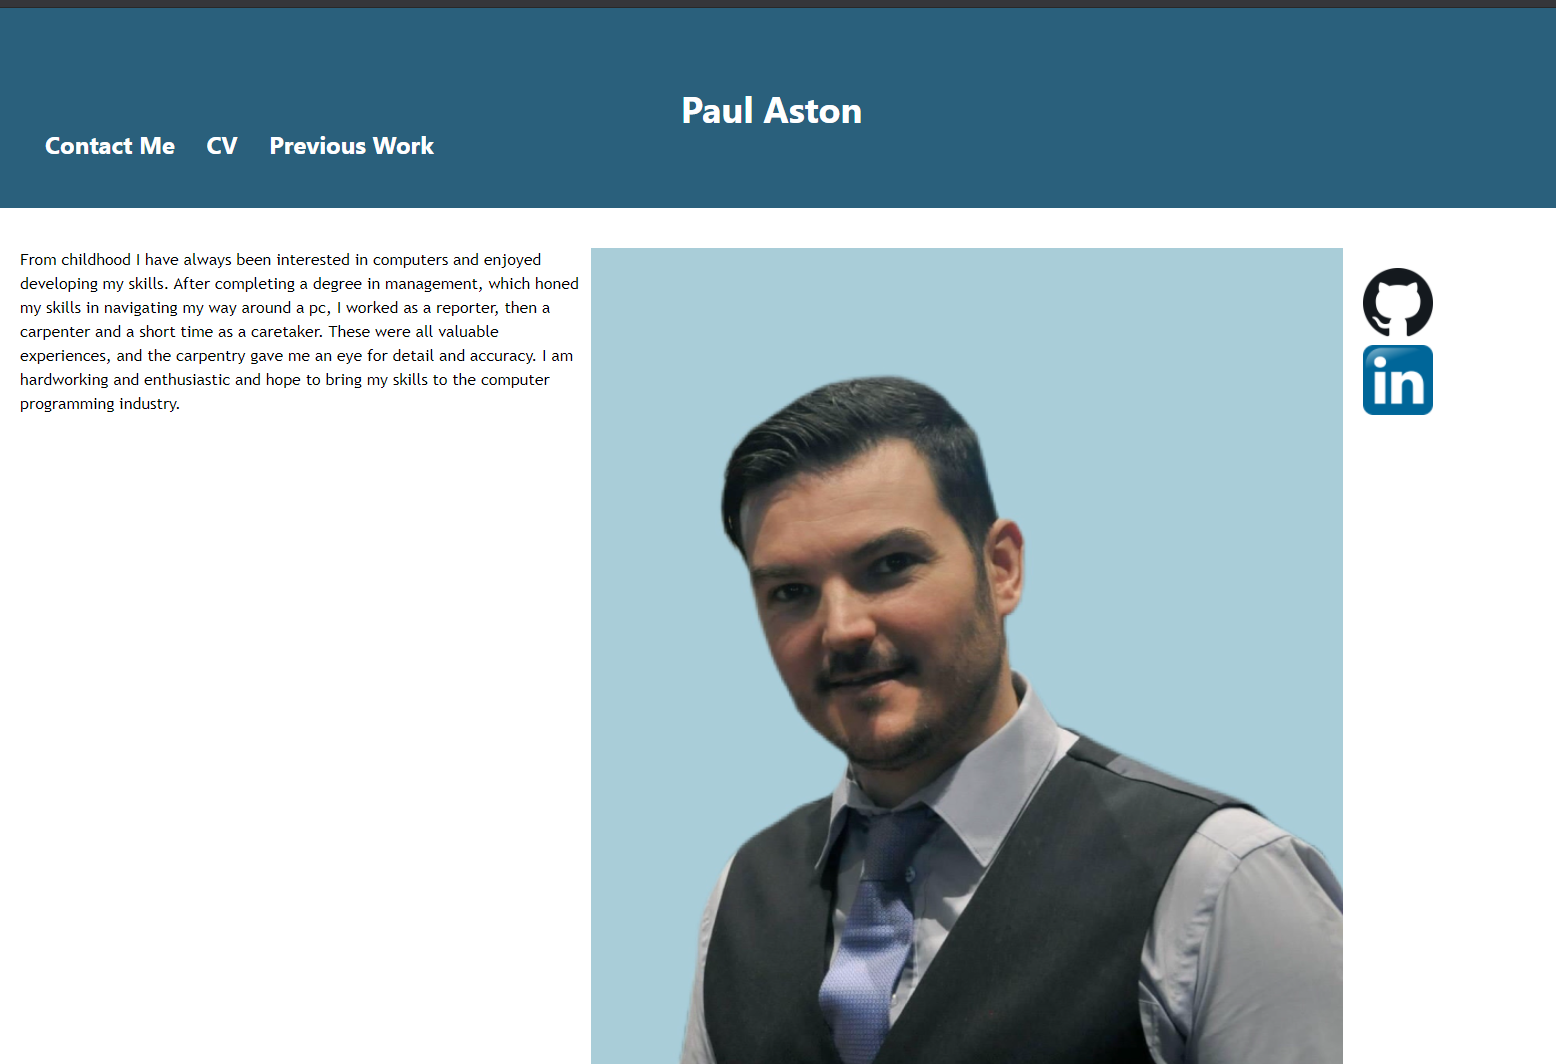 Paul Aston
Contact Me CV Previous Work
From childhood I have always been interested in computers and enjoyed
developing my skills. After completing a degree in management, which honed
my skills in navigating my way around a pc, I worked as a reporter, then a
carpenter and a short time as a caretaker. These were all valuable
experiences, and the carpentry gave me an eye for detail and accuracy. I am
hardworking and enthusiastic and hope to bring my skills to the computer
programming industry.
in